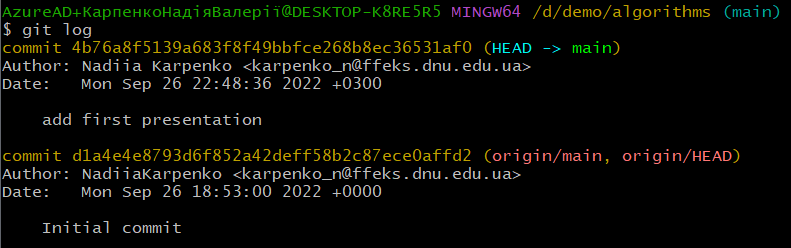 AzureAD+КарпенкоНадіяВалерії@DESKTOP-K8RE5R5 MINGW64 /d/demo/algorithms (main)
$ git log
commit 4b76a8f5139a683f8f49bbfce268b8ec36531af0 (HEAD -> main)
Author: Nadiia Karpenko <karpenko_n@ffeks.dnu.edu.ua>
Date:   Mon Sep 26 22:48:36 2022 +0300
    add first presentation
commit d1a4e4e8793d6f852a42deff58b2c87ece0affd2 (origin/main, origin/HEAD)
Author: NadiiaKarpenko <karpenko_n@ffeks.dnu.edu.ua>
Date:   Mon Sep 26 18:53:00 2022 +0000
    Initial commit